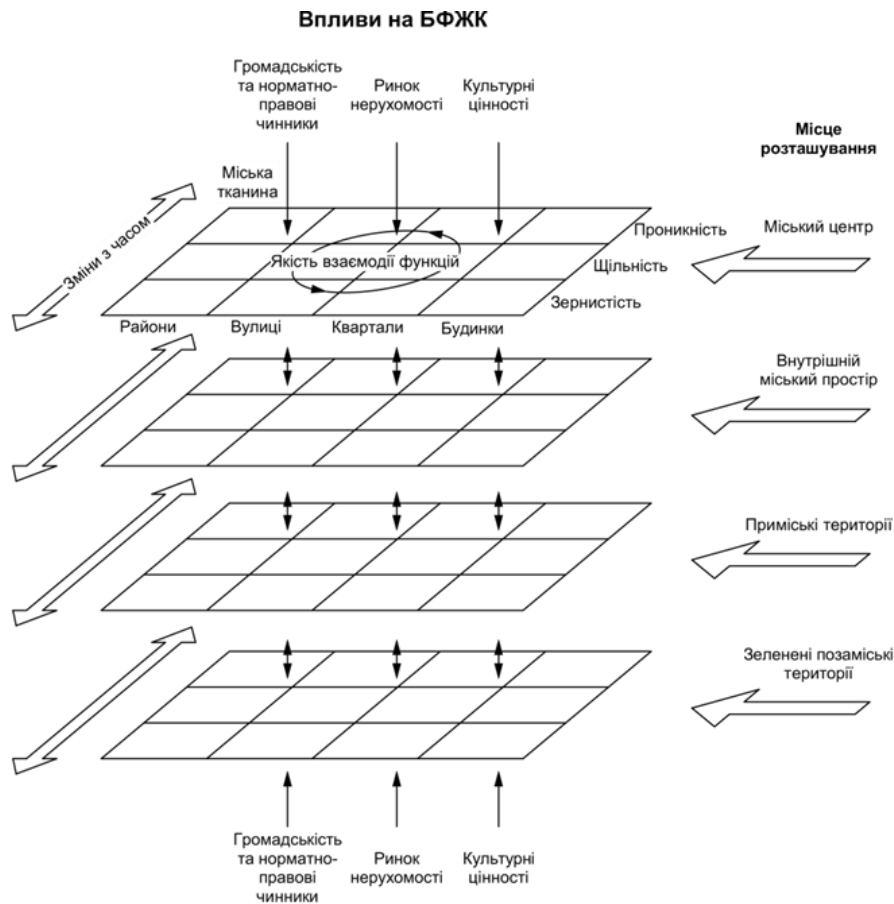 Впливи на БФЖК
Громадськість
та норматно-
правові
чинники
Ринок
нерухомості
Культурні
цінності
Місце
розташування
Міська
тканина
Зміни з часом
Проникність
Міський центр
Якість взаємодії функцій
Щільність
Зернистість
Райони
Вулиці
Квартали
Будинки
Внутрішній
міський простір
Приміські території
Зеленені позаміські
території
Громадськість
та норматно-
правові
чинники
Ринок
нерухомості
Культурні
цінності